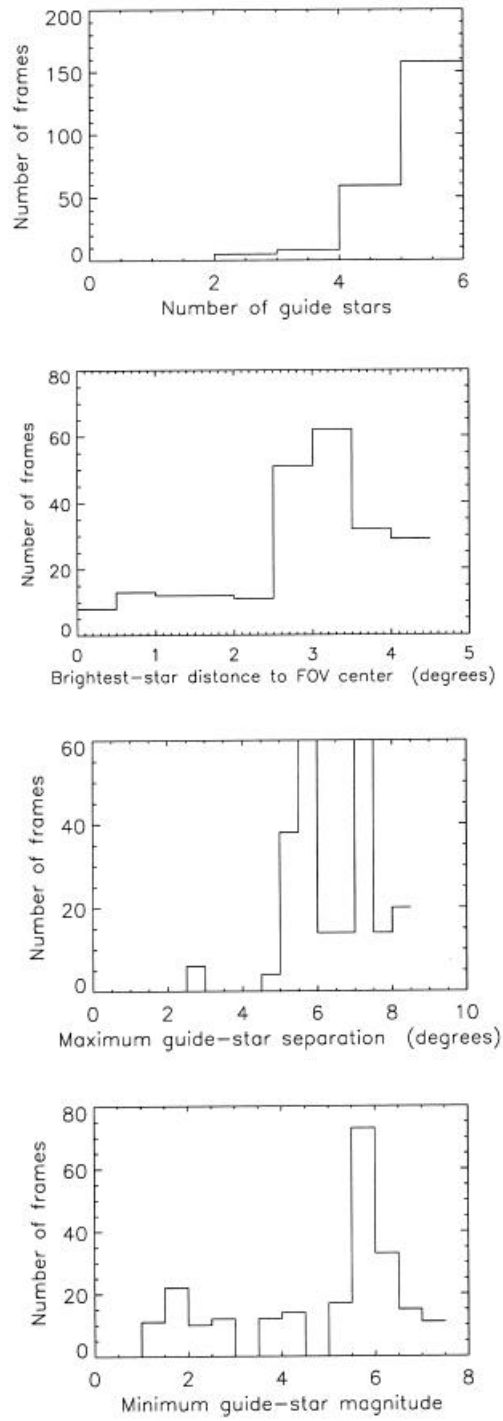 200
150
100
50
0
Number of frames
0 2 4 6
Number of guide stars
80
60
40
20
0
Number of frames
0 1 2 3 4 5
Brightest-star distance to FOV center (degrees)
60
40
20
0
Number of frames
0 2 4 6 8 10
Maximum guide-star separation (degrees)
80
60
40
20
0
Number of frames
0 2 4 6 8
Minimum guide-star magnitude